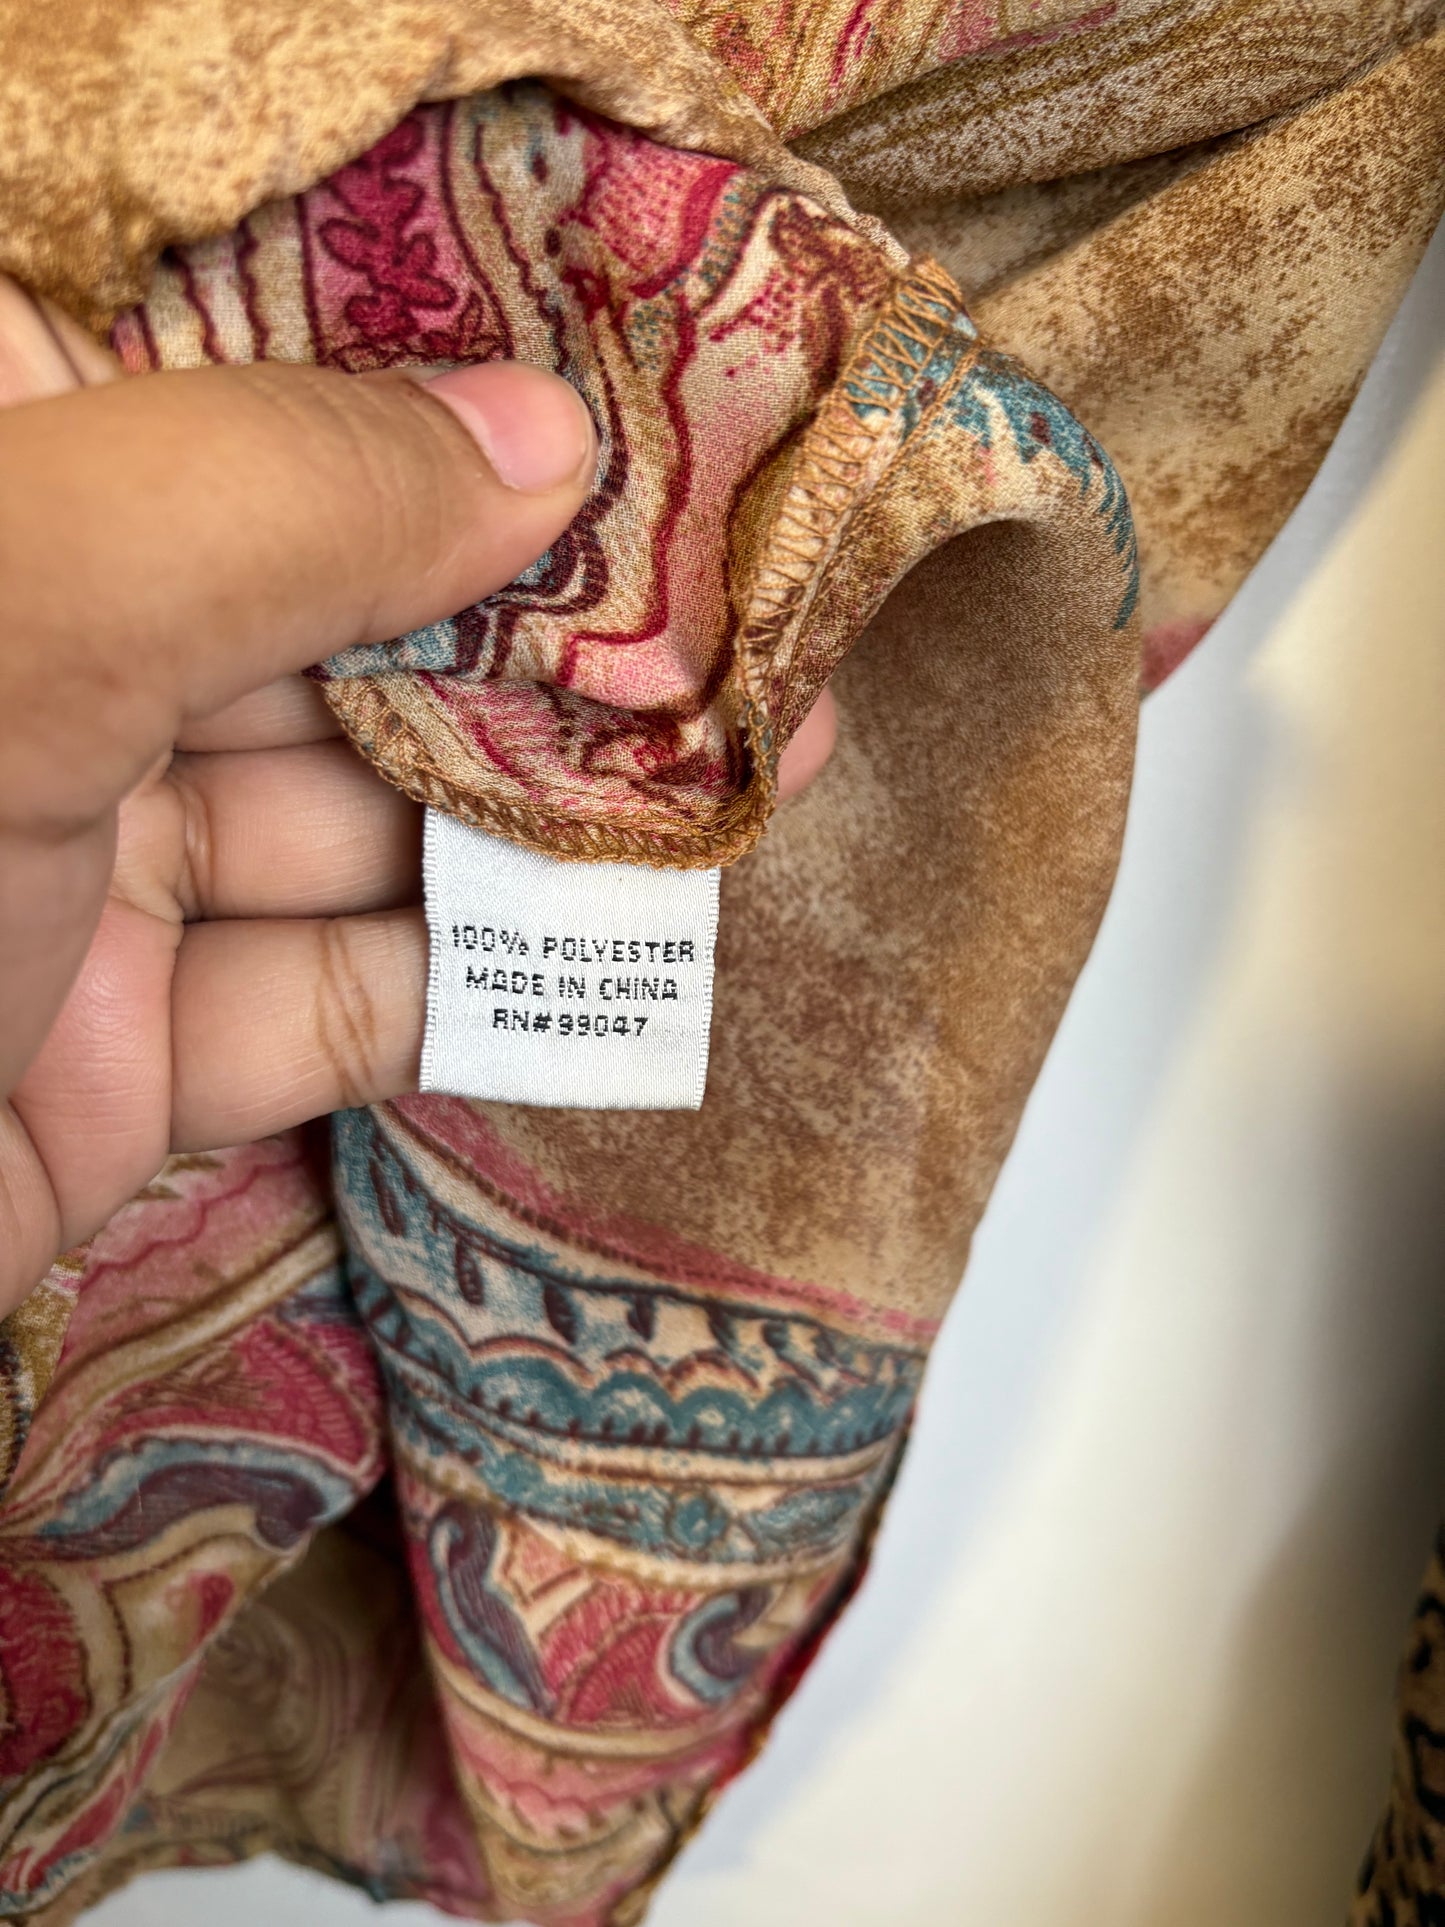 100% POLYESTER
MADE IN CHINA
RN#99047